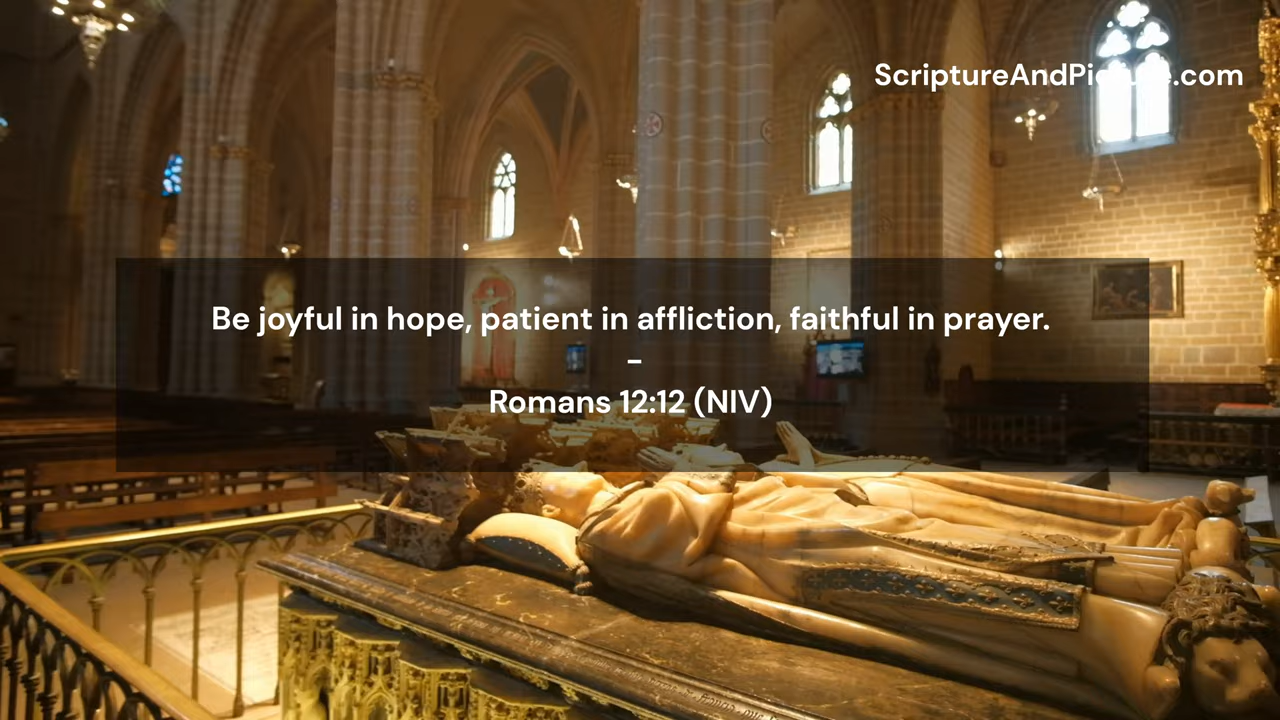 ScriptureAndPicture.com
Be joyful in hope, patient in affliction, faithful in prayer.
–
Romans 12:12 (NIV)